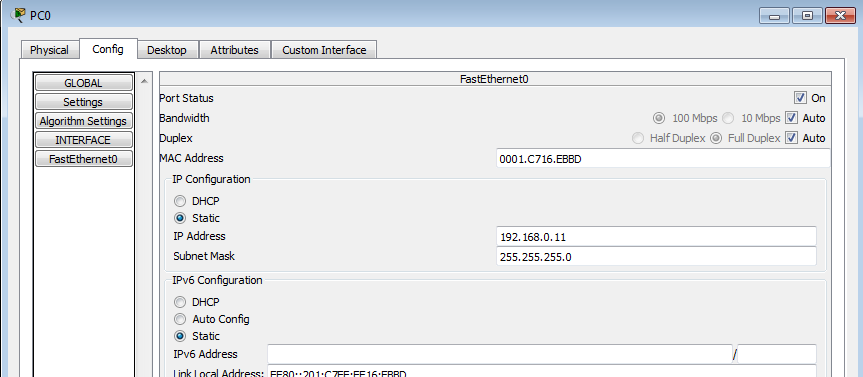 PC0
Physical Config Desktop Attributes Custom Interface
GLOBAL
Settings
Algorithm Settings
INTERFACE
FastEthernet0
FastEthernet0
Port Status On
Bandwidth 100 Mbps 10 Mbps Auto
Duplex Half Duplex Full Duplex Auto
MAC Address 0001.C716.EBBD
IP Configuration
DHCP
Static
IP Address 192.168.0.11
Subnet Mask 255.255.255.0
IPv6 Configuration
DHCP
Auto Config
Static
IPv6 Address /
Link Local Address: FE80::201:C7FF:FE16:EBBD